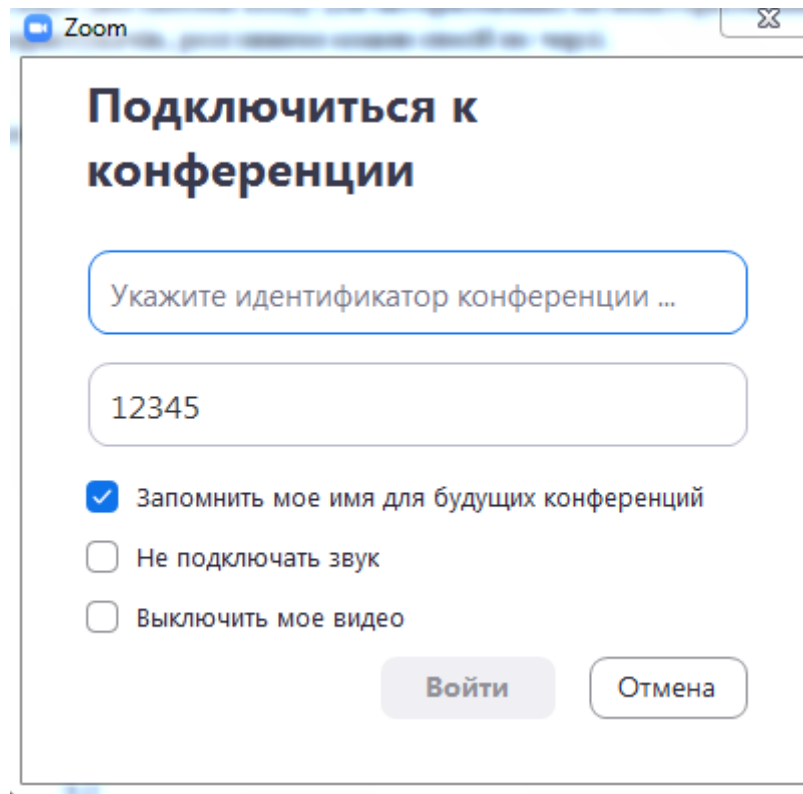 Zoom
Подключиться к
конференции
Укажите идентификатор конференции ...
12345
Запомнить мое имя для будущих конференций
Не подключать звук
Выключить мое видео
Войти Отмена